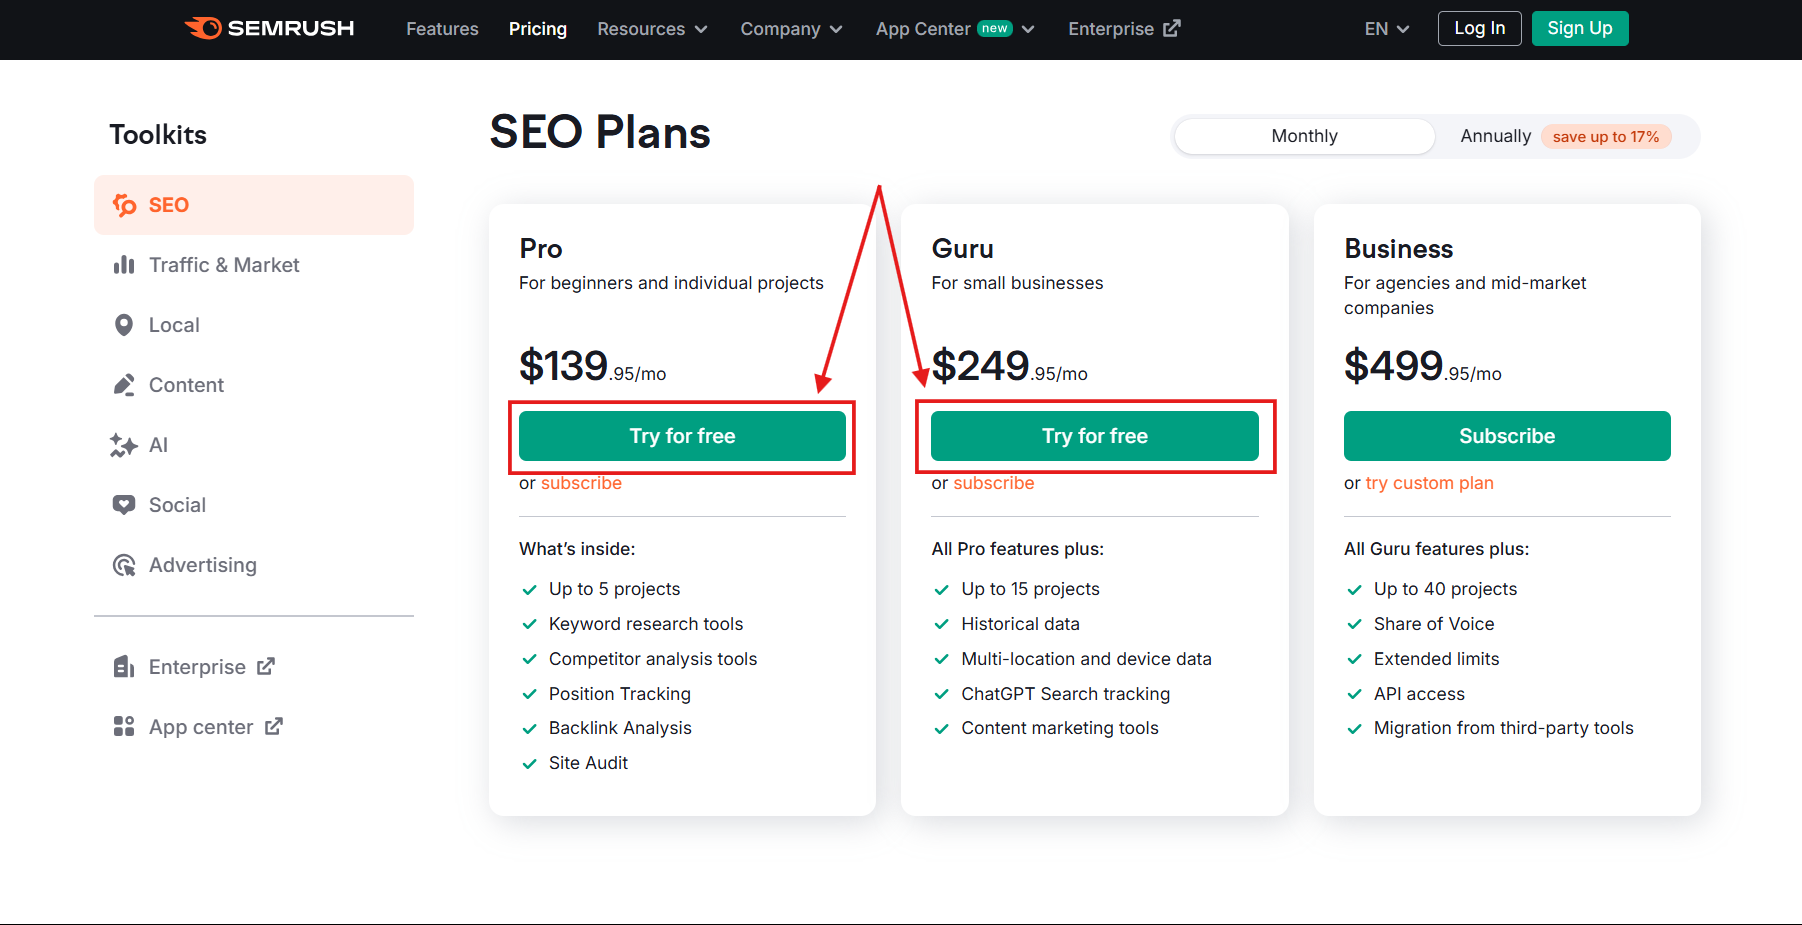 SEMRUSH Features Pricing Resources Company App Center new Enterprise EN Log In Sign Up
Toolkits
SEO
Traffic & Market
Local
Content
AI
Social
Advertising
Enterprise
App center
SEO Plans
Monthly Annually save up to 17%
Pro
For beginners and individual projects
$139.95/mo
Try for free
or subscribe
What's inside:
Up to 5 projects
Keyword research tools
Competitor analysis tools
Position Tracking
Backlink Analysis
Site Audit
Guru
For small businesses
$249.95/mo
Try for free
or subscribe
All Pro features plus:
Up to 15 projects
Historical data
Multi-location and device data
ChatGPT Search tracking
Content marketing tools
Business
For agencies and mid-market
companies
$499.95/mo
Subscribe
or try custom plan
All Guru features plus:
Up to 40 projects
Share of Voice
Extended limits
API access
Migration from third-party tools